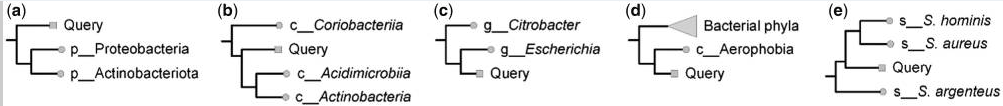 (a)
Query
p__Proteobacteria
p__Actinobacteriota
(b)
c__Coriobacteriia
Query
c__Acidimicrobiia
c__Actinobacteria
(c)
g__Citrobacter
g__Escherichia
Query
(d)
Bacterial phyla
c__Aerophobia
Query
(e)
s__S. hominis
s__S. aureus
Query
s__S. argenteus